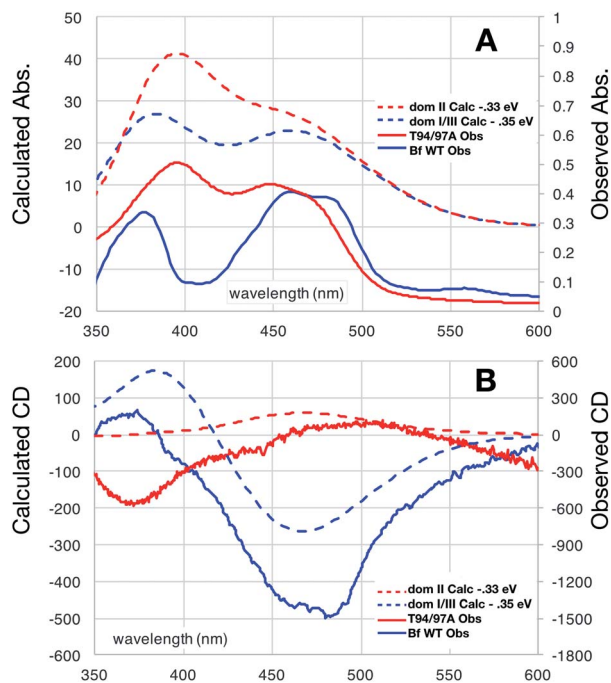 A
Calculated Abs.
Observed Abs.
50
40
30
20
10
0
-10
-20
1
0.9
0.8
0.7
0.6
0.5
0.4
0.3
0.2
0.1
0
dom II Calc -.33 eV
dom I/III Calc - .35 eV
T94/97A Obs
Bf WT Obs
wavelength (nm)
350 400 450 500 550 600
B
Calculated CD
Observed CD
200
100
0
-100
-200
-300
-400
-500
-600
600
300
0
-300
-600
-900
-1200
-1500
-1800
dom II Calc -.33 eV
dom I/III Calc - .35 eV
T94/97A Obs
Bf WT Obs
wavelength (nm)
350 400 450 500 550 600